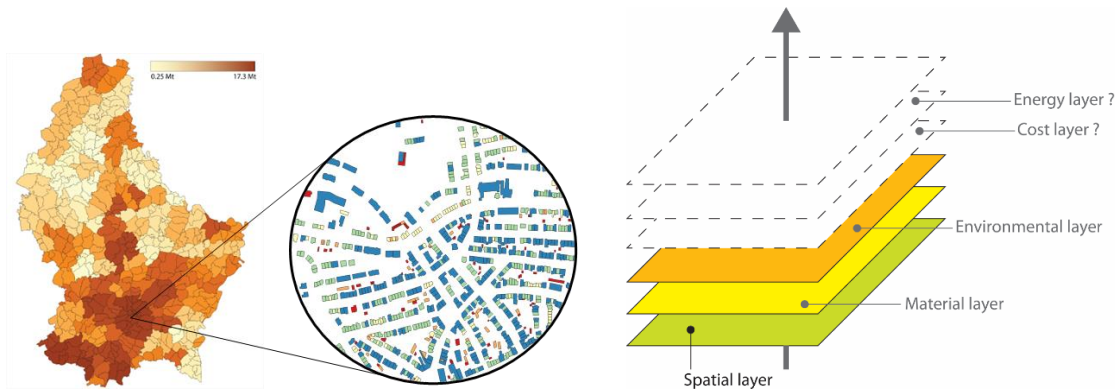 0.25 Mt
17.3 Mt
Energy layer ?
Cost layer ?
Environmental layer
Material layer
Spatial layer